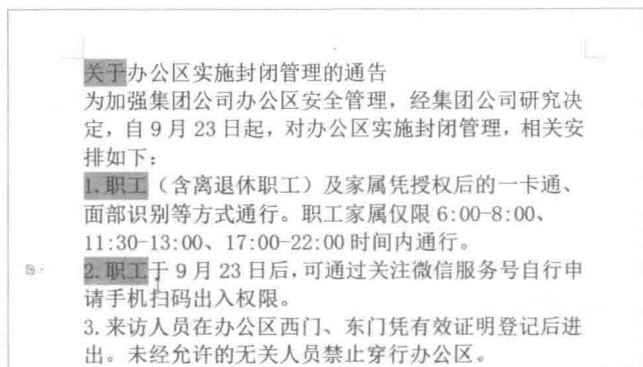 关于办公区实施封闭管理的通告
为加强集团公司办公区安全管理，经集团公司研究决
定，自9月23日起，对办公区实施封闭管理，相关安
排如下：
1.职工（含离退休职工）及家属凭授权后的一卡通、
面部识别等方式通行。职工家属仅限6:00-8:00、
11:30-13:00、17:00-22:00时间内通行。
2.职工于9月23日后，可通过关注微信服务号自行申
请手机扫码出入权限。
3.来访人员在办公区西门、东门凭有效证明登记后进
出。未经允许的无关人员禁止穿行办公区。